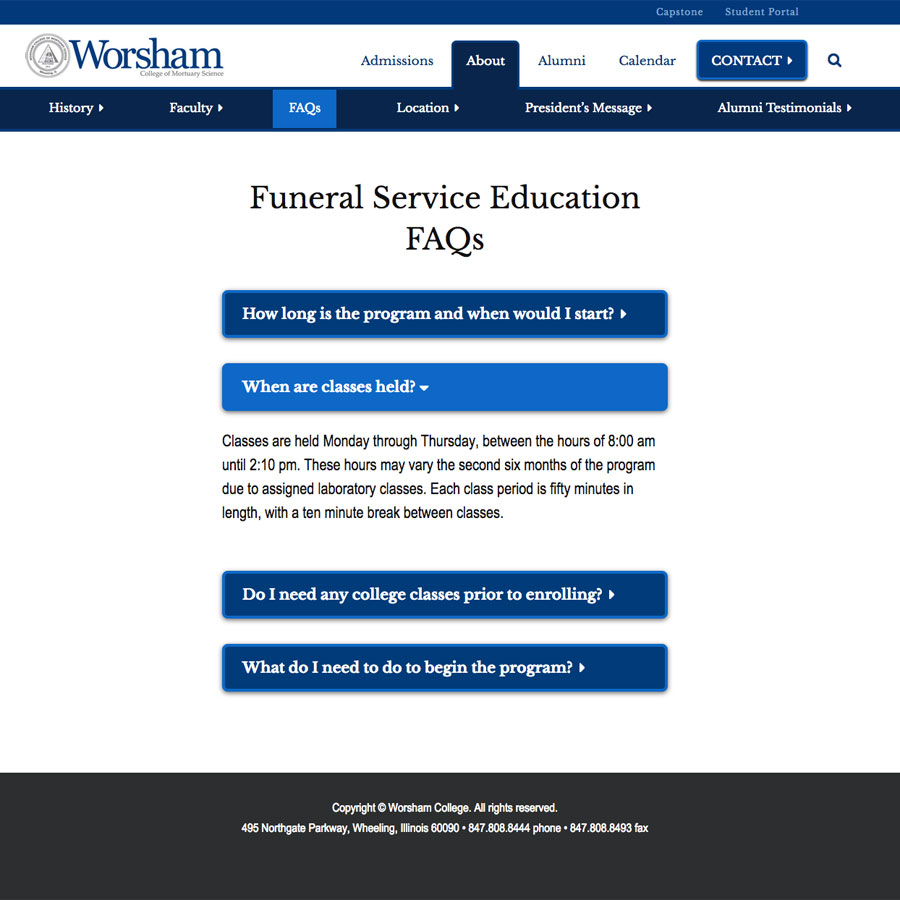 Capstone Student Portal
Worsham
College of Mortuary Science
Admissions About Alumni Calendar CONTACT
History Faculty FAQs Location President's Message Alumni Testimonials
Funeral Service Education
FAQs
How long is the program and when would I start?
When are classes held?
Classes are held Monday through Thursday, between the hours of 8:00 am
until 2:10 pm. These hours may vary the second six months of the program
due to assigned laboratory classes. Each class period is fifty minutes in
length, with a ten minute break between classes.
Do I need any college classes prior to enrolling?
What do I need to do to begin the program?
Copyright © Worsham College. All rights reserved.
495 Northgate Parkway, Wheeling, Illinois 60090 • 847.808.8444 phone • 847.808.8493 fax